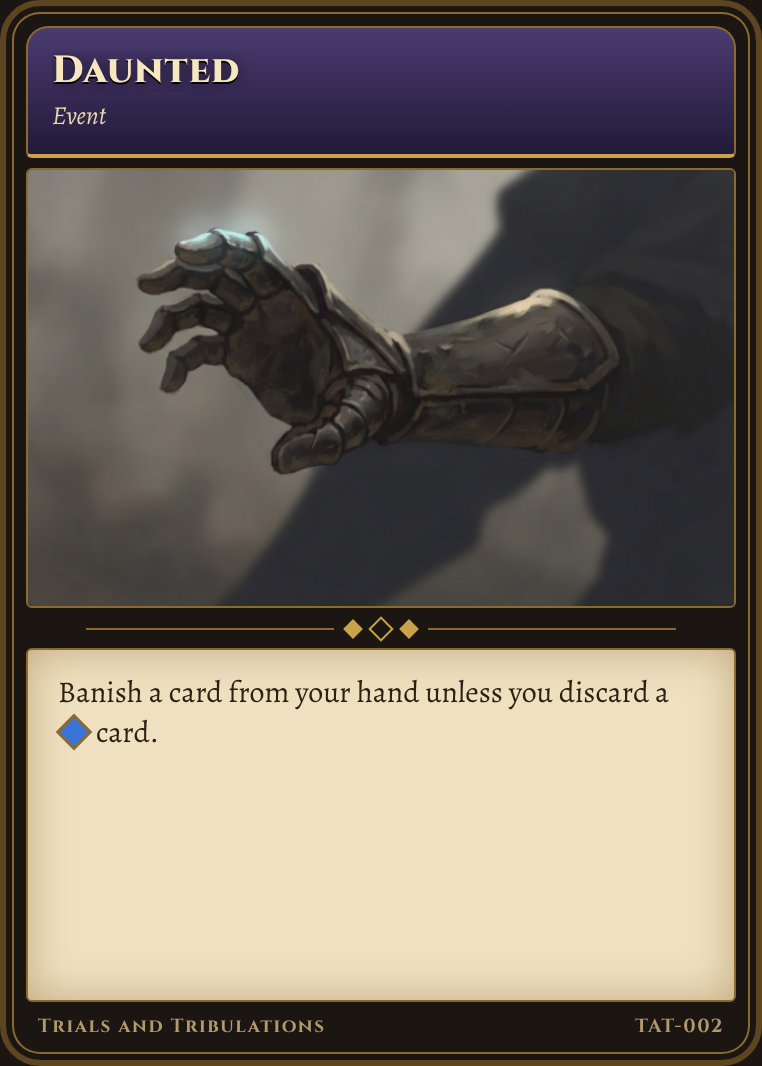 Daunted
Event
Banish a card from your hand unless you discard a
card.
Trials and Tribulations
TAT-002